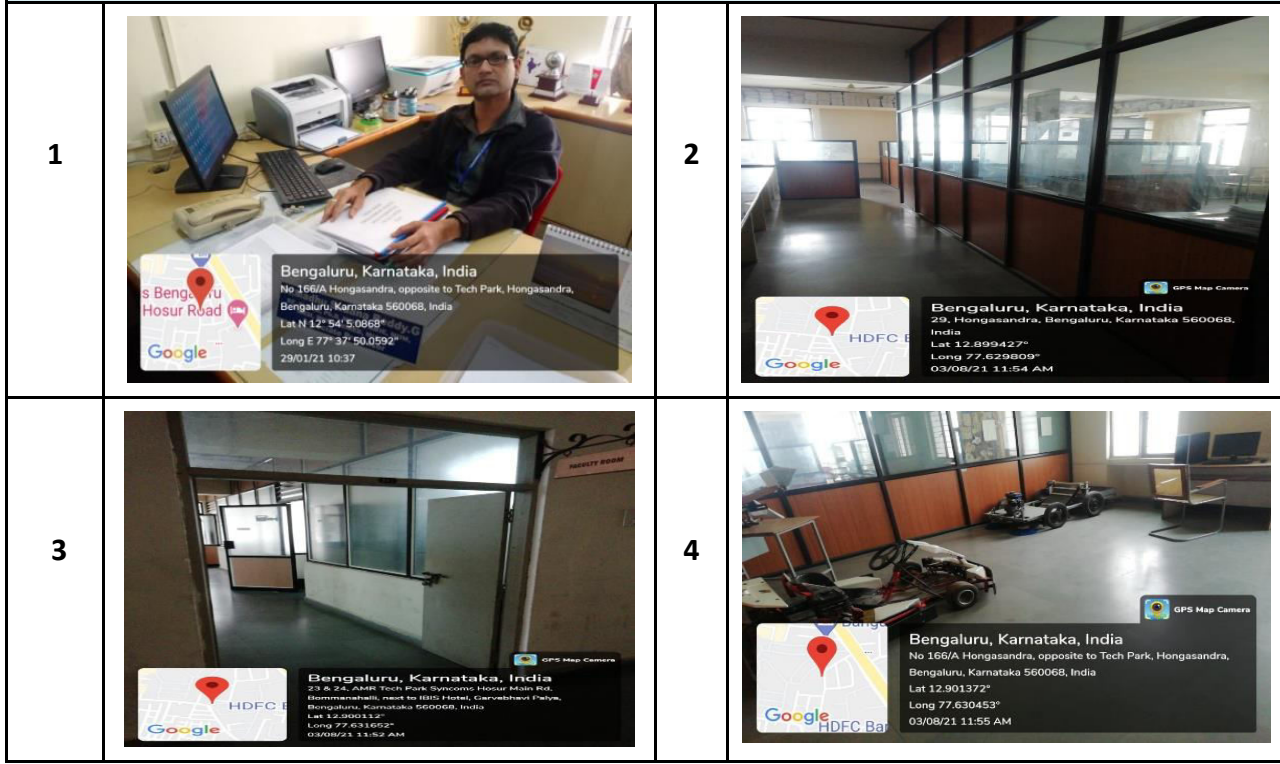 1
s Bengaluru
Hosur Road
Google
Bengaluru, Karnataka, India
No 166/A Hongasandra, opposite to Tech Park, Hongasandra,
Bengaluru, Karnataka 560068, India
Lat N 12° 54' 5.0868"
Long E 77° 37' 50.0592"
29/01/21 10:37
2
GPS Map Camera
HDFC B
Google
Bengaluru, Karnataka, India
29, Hongasandra, Bengaluru, Karnataka 560068,
India
Lat 12.899427°
Long 77.629809°
03/08/21 11:54 AM
3
FACULTY ROOM
GPS Map Camera
HDFC B
Google
Bengaluru, Karnataka, India
23 & 24, AMR Tech Park Syncoms Hosur Main Rd,
Bommanahalli, next to IBIS Hotel, Garvebhavi Palya,
Bengaluru, Karnataka 560068, India
Lat 12.900112°
Long 77.631652°
03/08/21 11:52 AM
4
GPS Map Camera
Google
HDFC Ban
Bengaluru, Karnataka, India
No 166/A Hongasandra, opposite to Tech Park, Hongasandra,
Bengaluru, Karnataka 560068, India
Lat 12.901372°
Long 77.630453°
03/08/21 11:55 AM